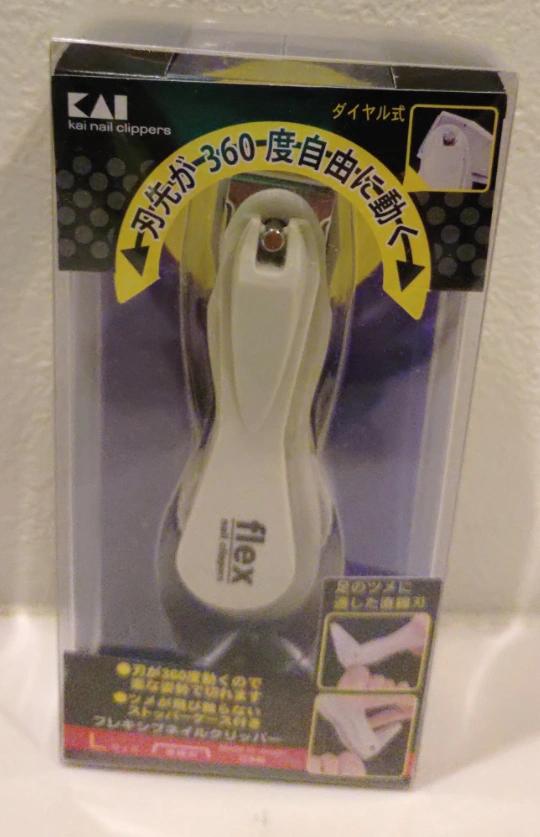 KAI
kai nail clippers
ダイヤル式
刃先が360度自由に動く
flex
nail clippers
足のツメに
適した直線刃
●刃が360度動くので
楽な姿勢で切れます
●ツメが飛び散らない
ストッパーケース付き
フレキシブネイルクリッパー
L